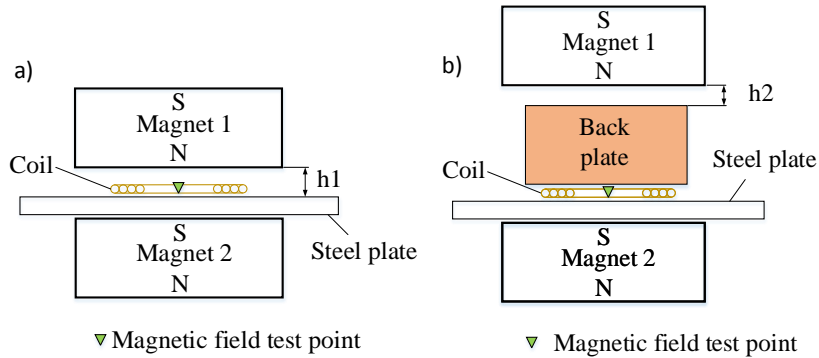 a)
S
Magnet 1
N
Coil
h1
S
Magnet 2
N
Steel plate
Magnetic field test point
b)
S
Magnet 1
N
h2
Back
plate
Coil
Steel plate
S
Magnet 2
N
Magnetic field test point